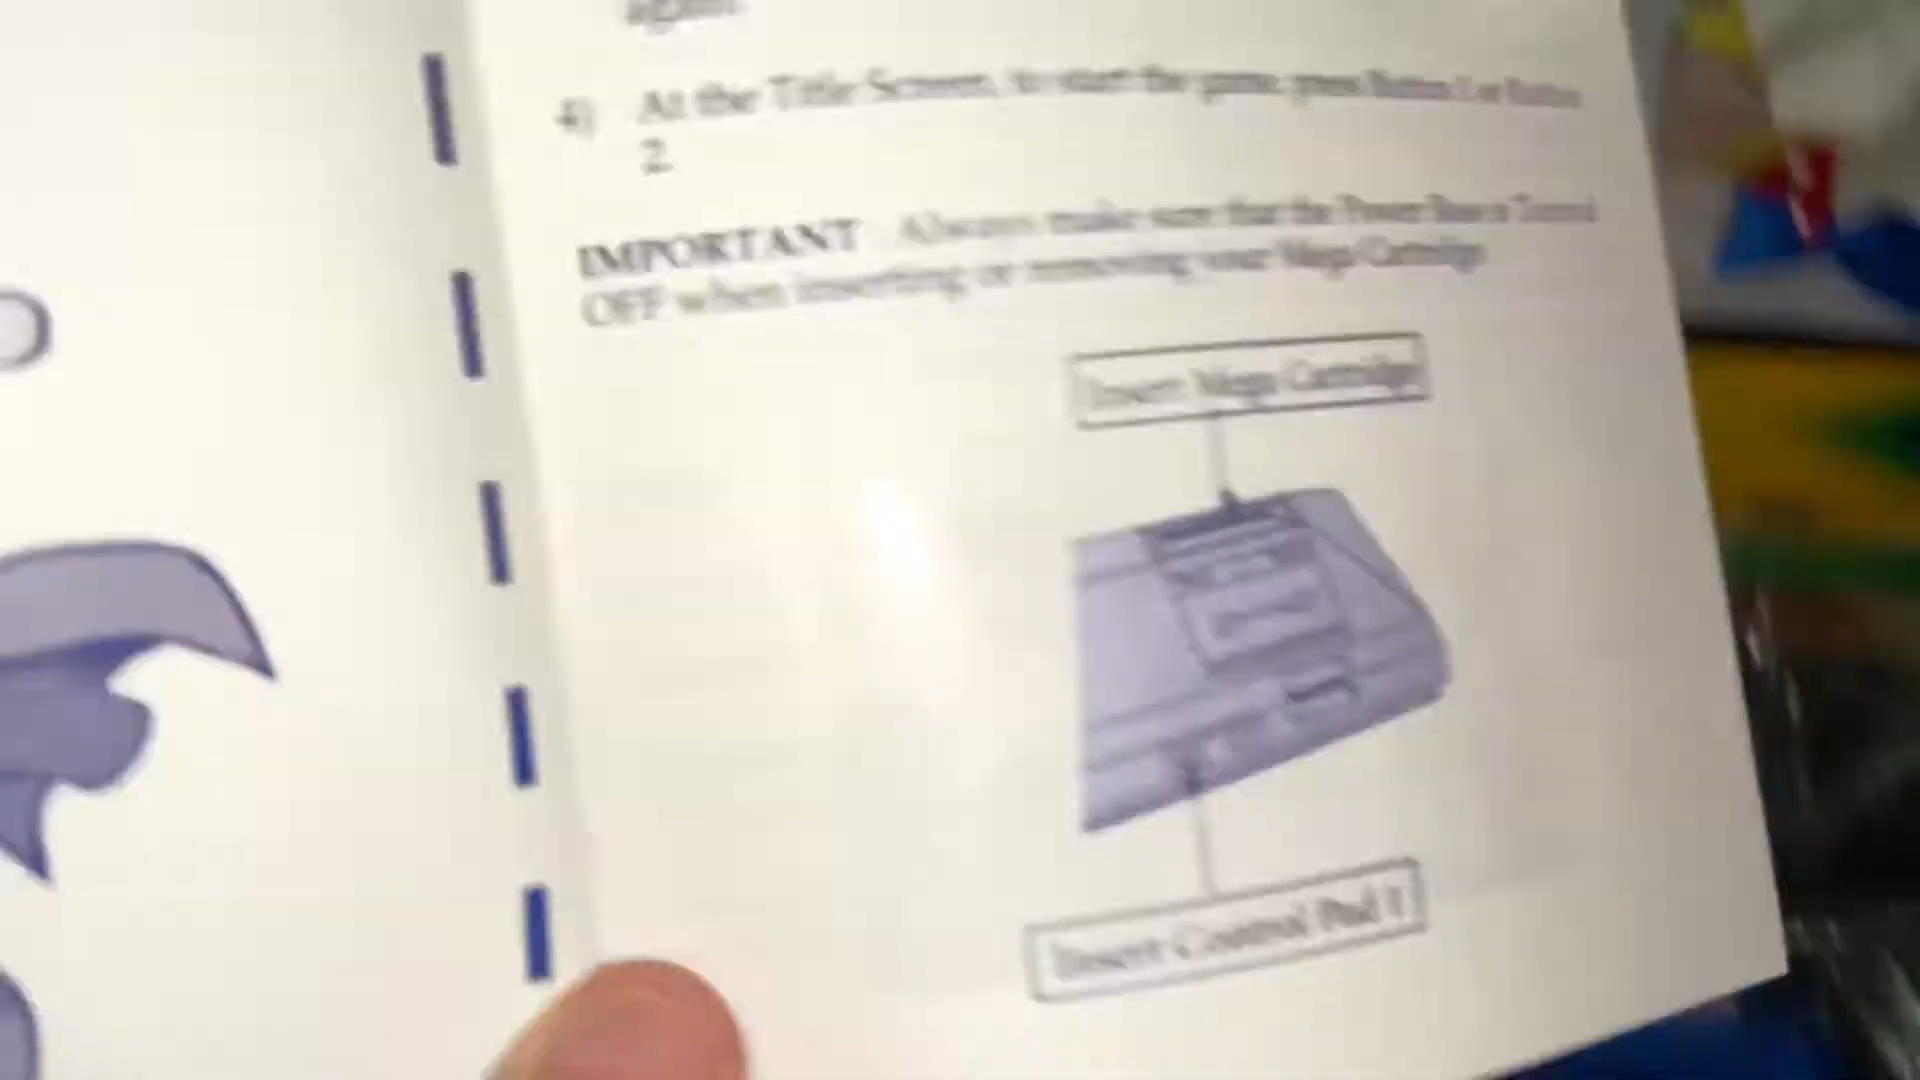 again.
4) At the Title Screen, to start the game, press Button 1 or Button
2.
IMPORTANT Always make sure that the Power Base is Turned
OFF when inserting or removing your Mega Cartridge.
Insert Mega Cartridge
Insert Control Pad 1